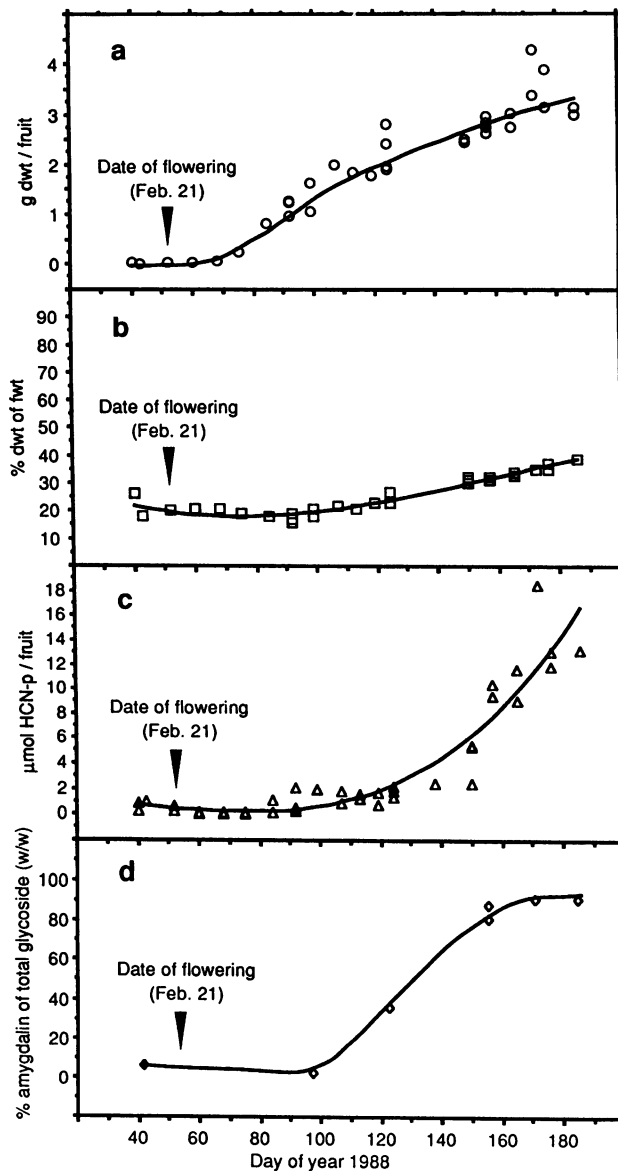 a
g dwt / fruit
4
3
2
1
0
Date of flowering
(Feb. 21)
b
% dwt of fwt
90
80
70
60
50
40
30
20
10
Date of flowering
(Feb. 21)
c
µmol HCN-p / fruit
18
16
14
12
10
8
6
4
2
0
Date of flowering
(Feb. 21)
d
% amygdalin of total glycoside (w/w)
100
80
60
40
20
0
Date of flowering
(Feb. 21)
40 60 80 100 120 140 160 180
Day of year 1988